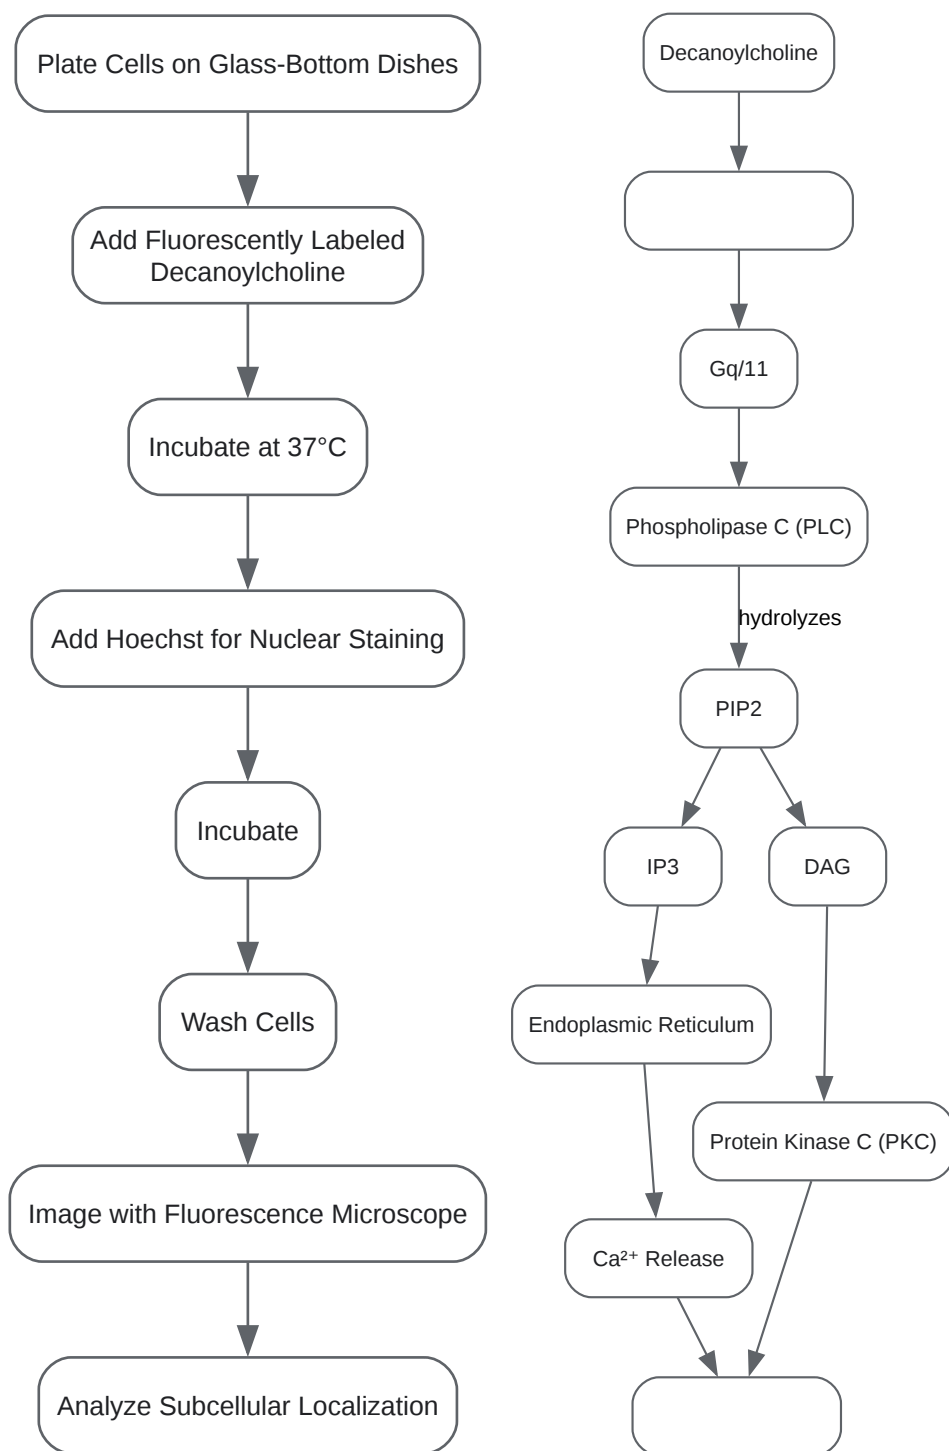 Plate Cells on Glass-Bottom Dishes
Add Fluorescently Labeled
Decanoylcholine
Incubate at 37°C
Add Hoechst for Nuclear Staining
Incubate
Wash Cells
Image with Fluorescence Microscope
Analyze Subcellular Localization
Decanoylcholine
Gq/11
Phospholipase C (PLC)
hydrolyzes
PIP2
IP3
DAG
Endoplasmic Reticulum
Protein Kinase C (PKC)
Ca²⁺ Release